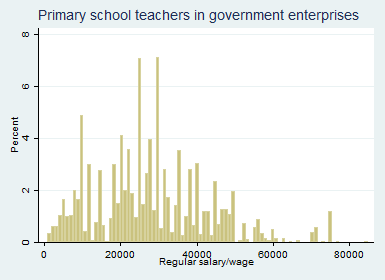 Primary school teachers in government enterprises
8
6
4
2
0
Percent
0 20000 40000 60000 80000
Regular salary/wage